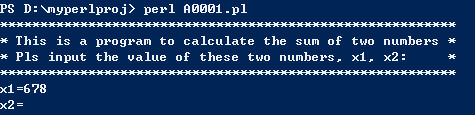 PS D:\myperlproj> perl A0001.pl
*******************************************************
* This is a program to calculate the sum of two numbers *
* Pls input the value of these two numbers, x1, x2:     *
*******************************************************
x1=678
x2=